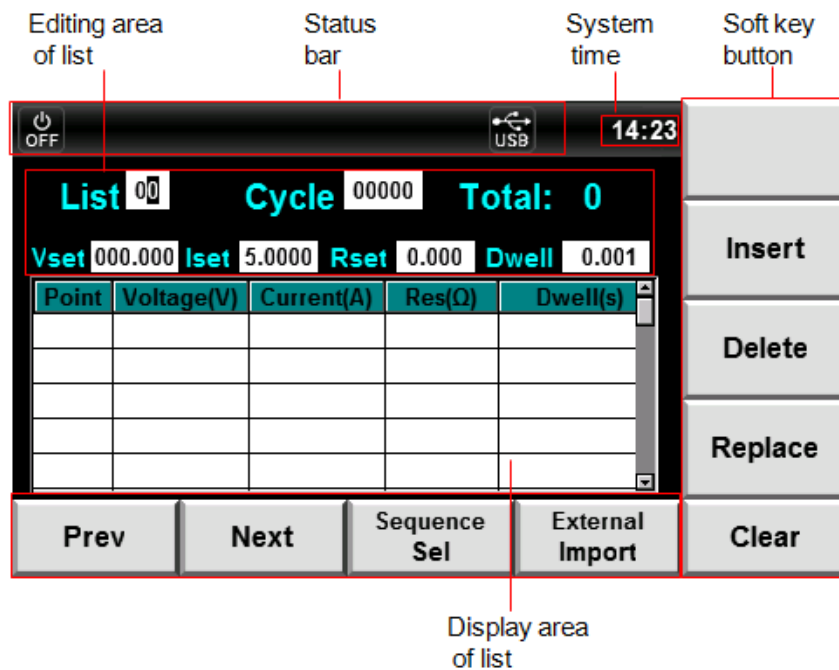 Editing area
of list
Status
bar
System
time
Soft key
button
OFF
USB
14:23
List 00 Cycle 00000 Total: 0
Vset 000.000 Iset 5.0000 Rset 0.000 Dwell 0.001
Point Voltage(V) Current(A) Res(Ω) Dwell(s)
Insert
Delete
Replace
Prev
Next
Sequence
Sel
External
Import
Clear
Display area
of list